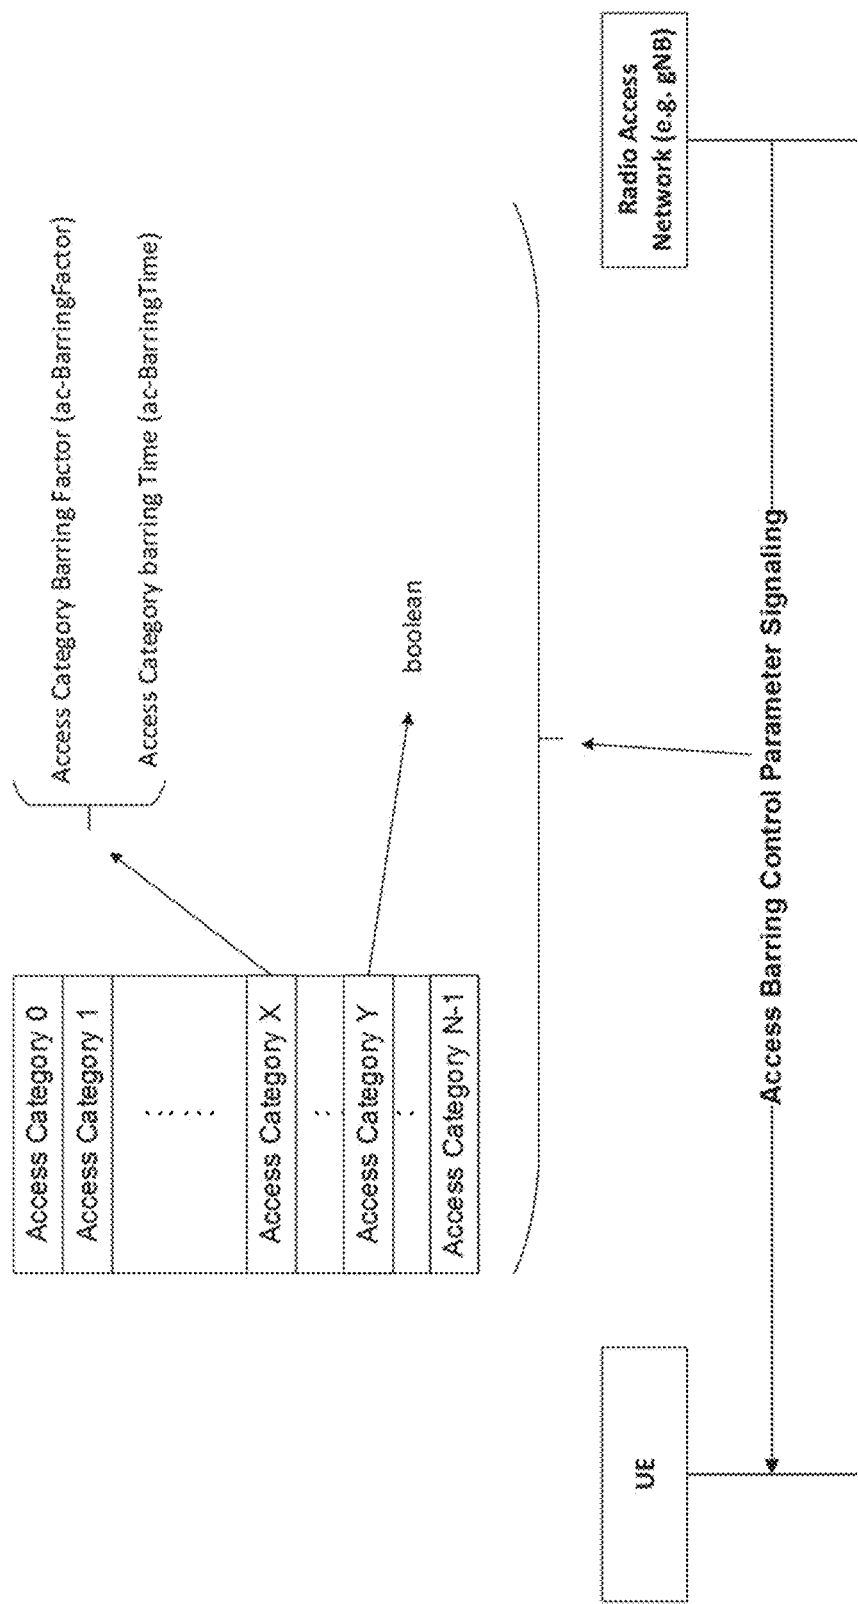 Access Category 0
Access Category 1
......
Access Category X
...
Access Category Y
..
Access Category N-1
Access Category Barring Factor (ac-BarringFactor)
Access Category barring Time (ac-BarringTime)
boolean
UE
Radio Access
Network (e.g. gNB)
Access Barring Control Parameter Signaling